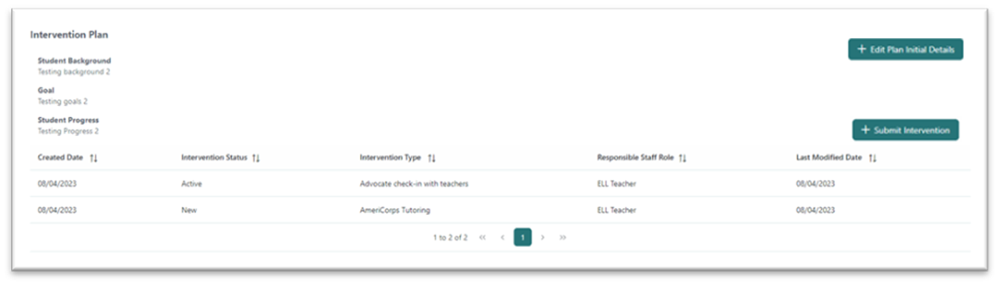 Intervention Plan
+ Edit Plan Initial Details
Student Background
Testing background 2
Goal
Testing goals 2
Student Progress
Testing Progress 2
+ Submit Intervention
Created Date ↑↓ Intervention Status ↑↓ Intervention Type ↑↓ Responsible Staff Role ↑↓ Last Modified Date ↑↓
08/04/2023 Active Advocate check-in with teachers ELL Teacher 08/04/2023
08/04/2023 New AmeriCorps Tutoring ELL Teacher 08/04/2023
1 to 2 of 2 « ‹ 1 › »